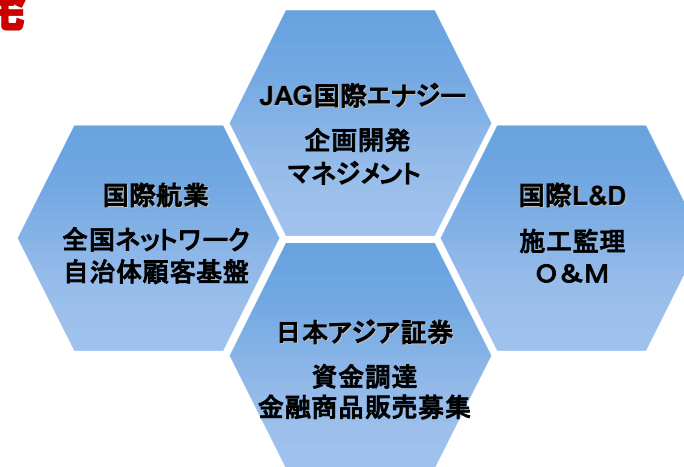 JAG国際エナジー
企画開発
マネジメント
国際航業
全国ネットワーク
自治体顧客基盤
国際L&D
施工監理
O&M
日本アジア証券
資金調達
金融商品販売募集